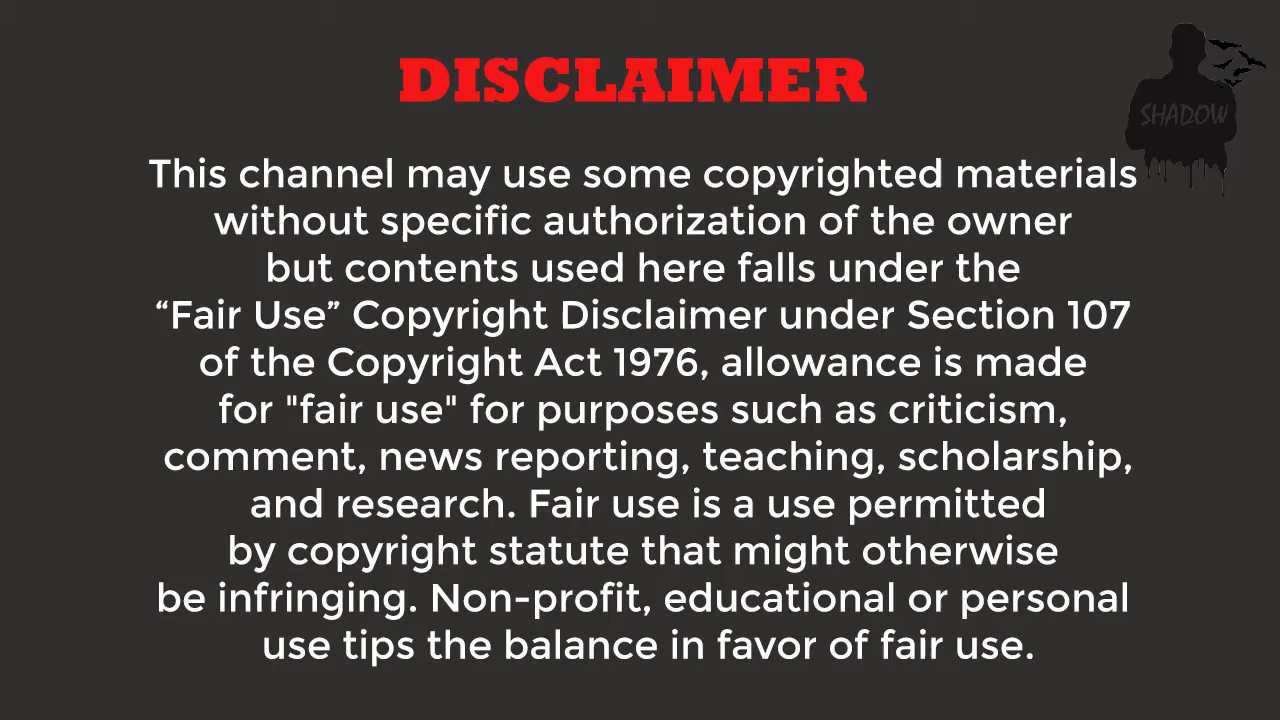 DISCLAIMER
SHADOW
This channel may use some copyrighted materials
without specific authorization of the owner
but contents used here falls under the
“Fair Use” Copyright Disclaimer under Section 107
of the Copyright Act 1976, allowance is made
for "fair use" for purposes such as criticism,
comment, news reporting, teaching, scholarship,
and research. Fair use is a use permitted
by copyright statute that might otherwise
be infringing. Non-profit, educational or personal
use tips the balance in favor of fair use.